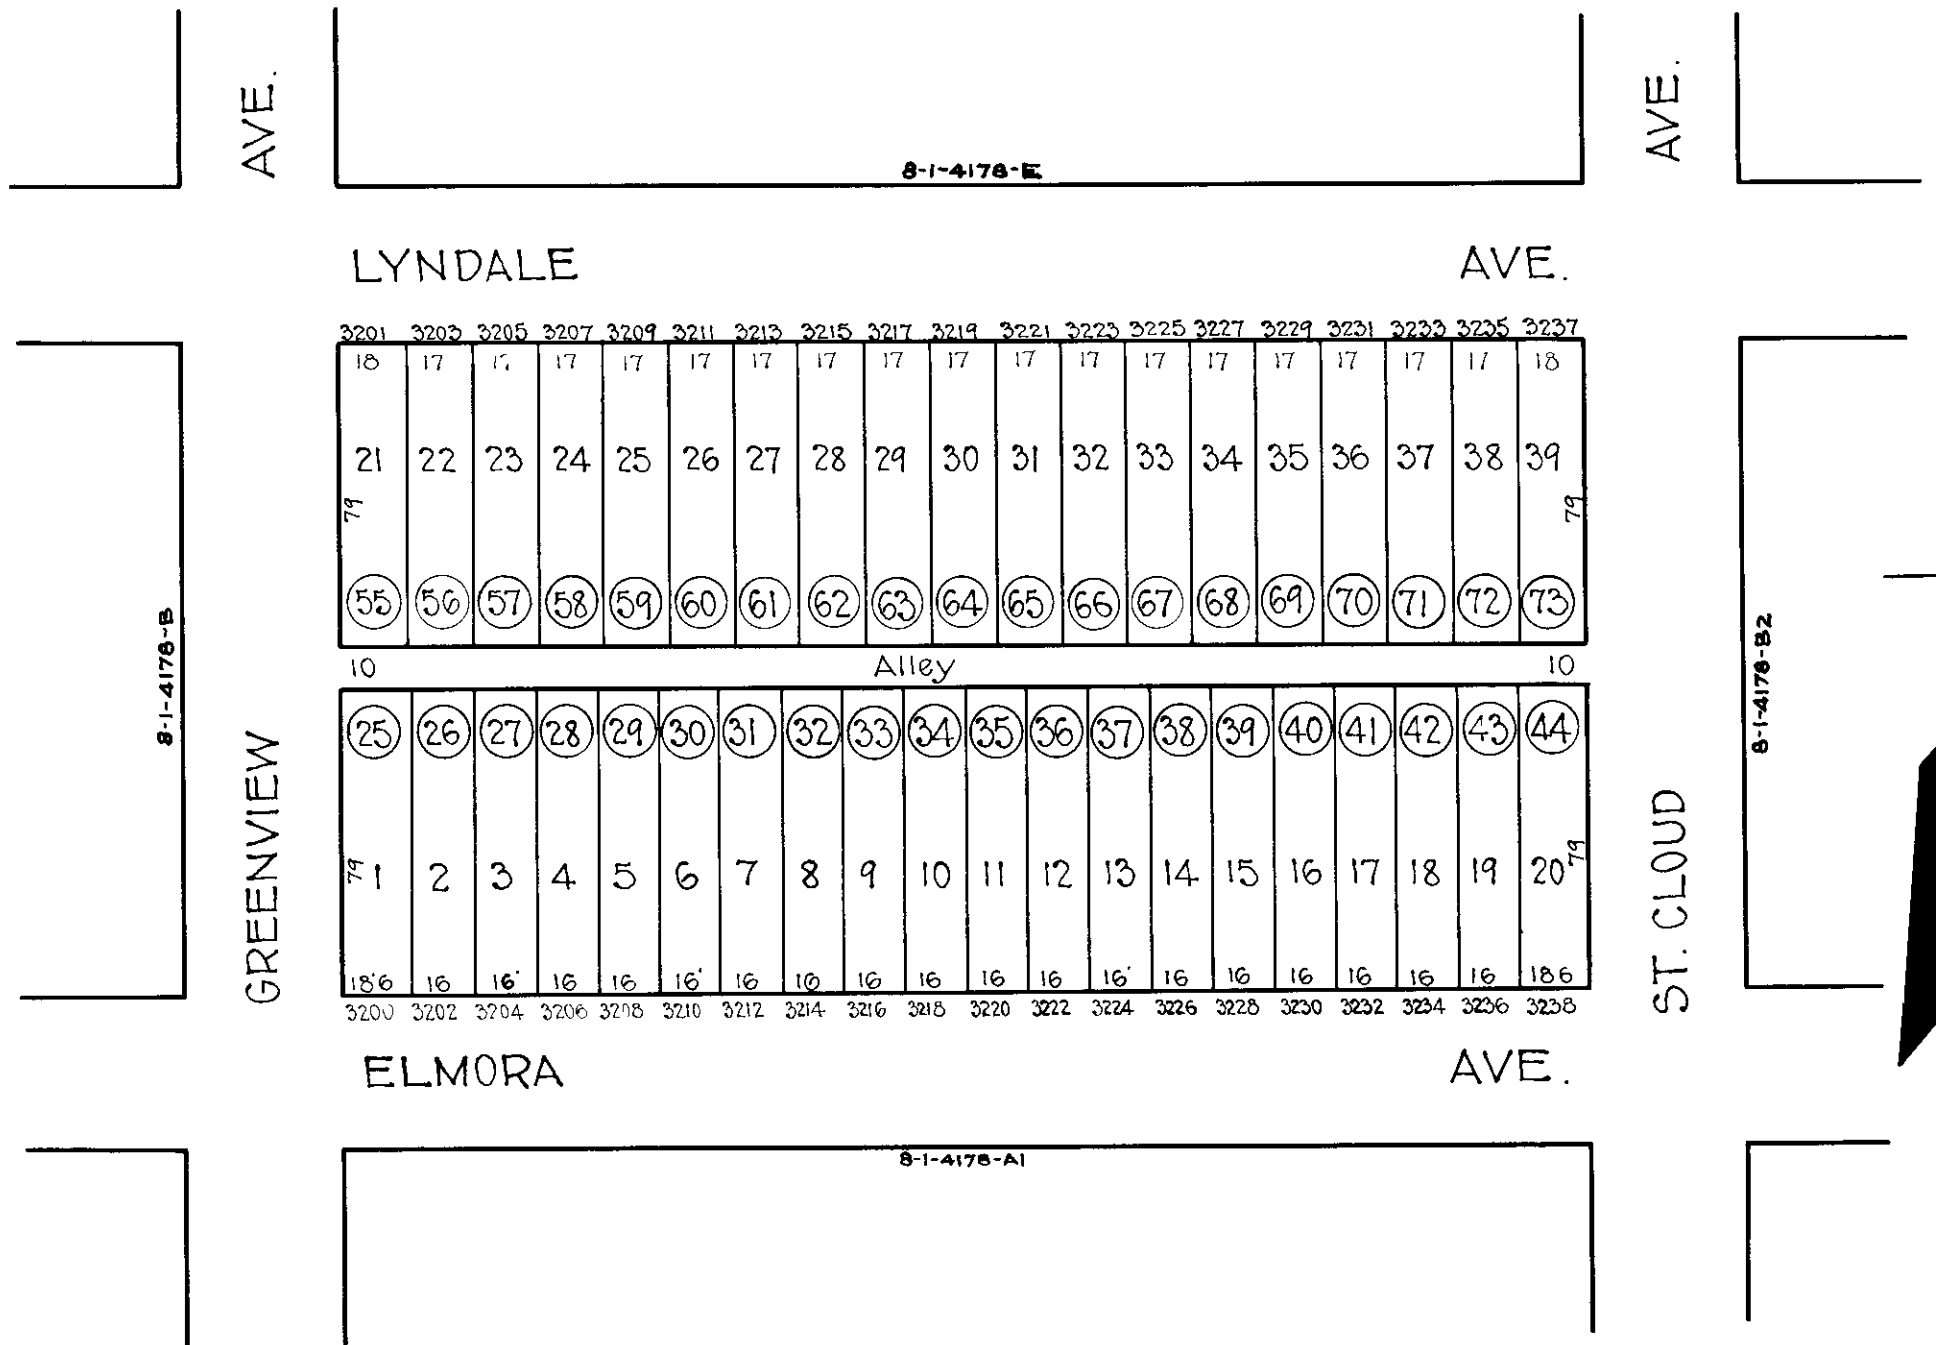 AVE.
AVE.
8-1-4178-E
LYNDALE AVE.
3201 3203 3205 3207 3209 3211 3213 3215 3217 3219 3221 3223 3225 3227 3229 3231 3233 3235 3237
18 17 17 17 17 17 17 17 17 17 17 17 17 17 17 17 17 17 18
21 22 23 24 25 26 27 28 29 30 31 32 33 34 35 36 37 38 39
79 79
55 56 57 58 59 60 61 62 63 64 65 66 67 68 69 70 71 72 73
10 Alley 10
8-1-4178-B
8-1-4178-B2
25 26 27 28 29 30 31 32 33 34 35 36 37 38 39 40 41 42 43 44
GREENVIEW
ST. CLOUD
79 1 2 3 4 5 6 7 8 9 10 11 12 13 14 15 16 17 18 19 20 79
18'6 16 16' 16 16 16' 16 16 16 16 16 16 16' 16 16 16 16 16 16 186
3200 3202 3204 3206 3208 3210 3212 3214 3216 3218 3220 3222 3224 3226 3228 3230 3232 3234 3236 3238
ELMORA AVE.
8-1-4178-A1